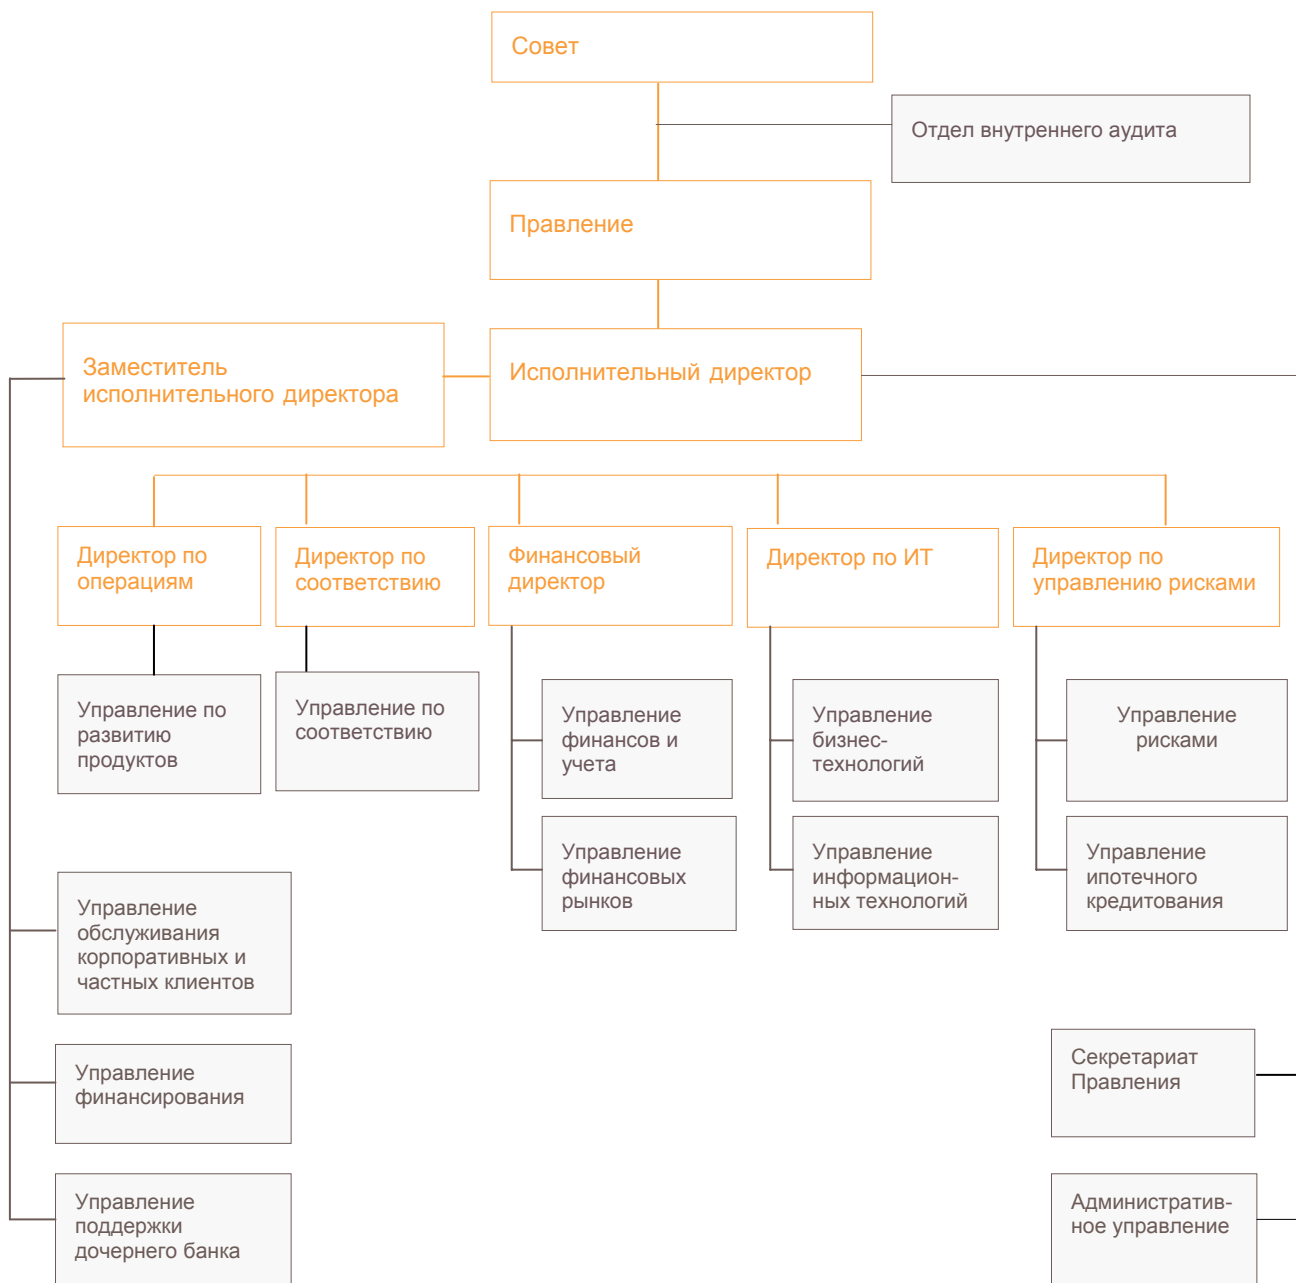 Совет
Отдел внутреннего аудита
Правление
Заместитель
исполнительного директора
Исполнительный директор
Директор по
операциям
Директор по
соответствию
Финансовый
директор
Директор по ИТ
Директор по
управлению рисками
Управление по
развитию
продуктов
Управление по
соответствию
Управление
финансов и
учета
Управление
бизнес-
технологий
Управление
рисками
Управление
финансовых
рынков
Управление
информацион-
ных технологий
Управление
ипотечного
кредитования
Управление
обслуживания
корпоративных и
частных клиентов
Управление
финансирования
Секретариат
Правления
Управление
поддержки
дочернего банка
Административ-
ное управление